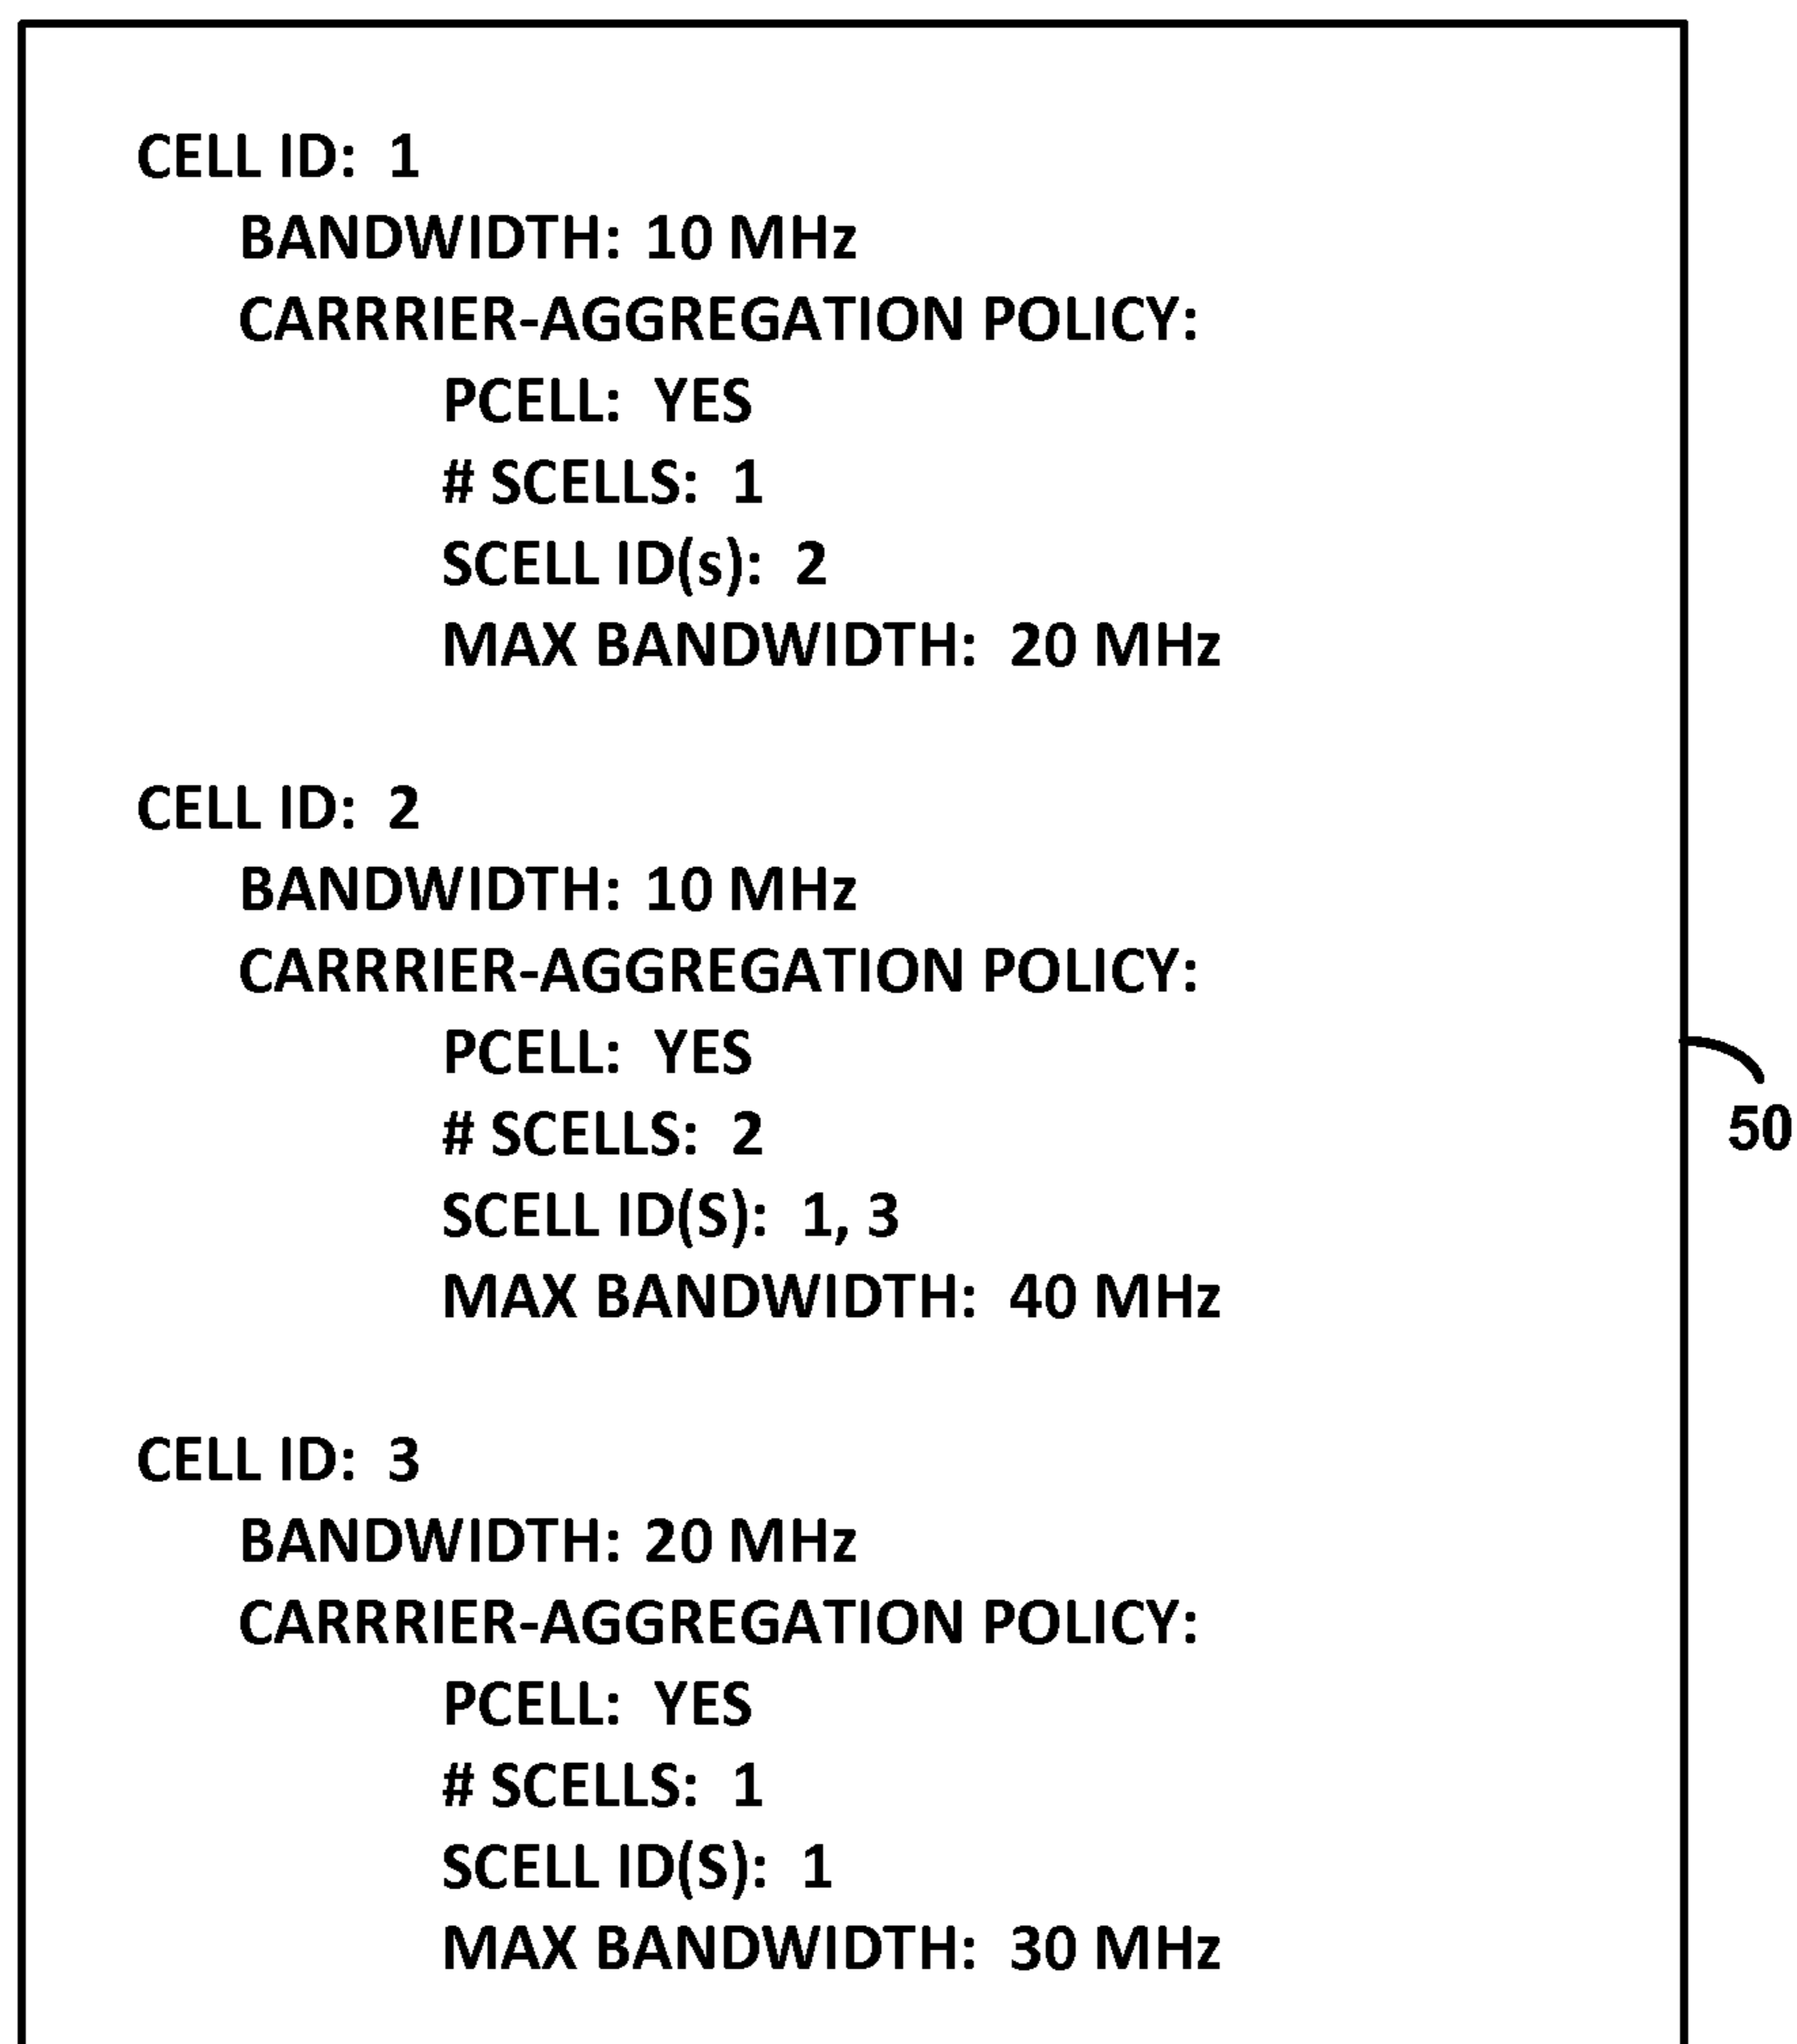 CELL ID: 1
BANDWIDTH: 10 MHz
CARRRIER-AGGREGATION POLICY:
PCELL: YES
# SCELLS: 1
SCELL ID(s): 2
MAX BANDWIDTH: 20 MHz
CELL ID: 2
BANDWIDTH: 10 MHz
CARRRIER-AGGREGATION POLICY:
PCELL: YES
# SCELLS: 2
SCELL ID(S): 1, 3
MAX BANDWIDTH: 40 MHz
50
CELL ID: 3
BANDWIDTH: 20 MHz
CARRRIER-AGGREGATION POLICY:
PCELL: YES
# SCELLS: 1
SCELL ID(S): 1
MAX BANDWIDTH: 30 MHz